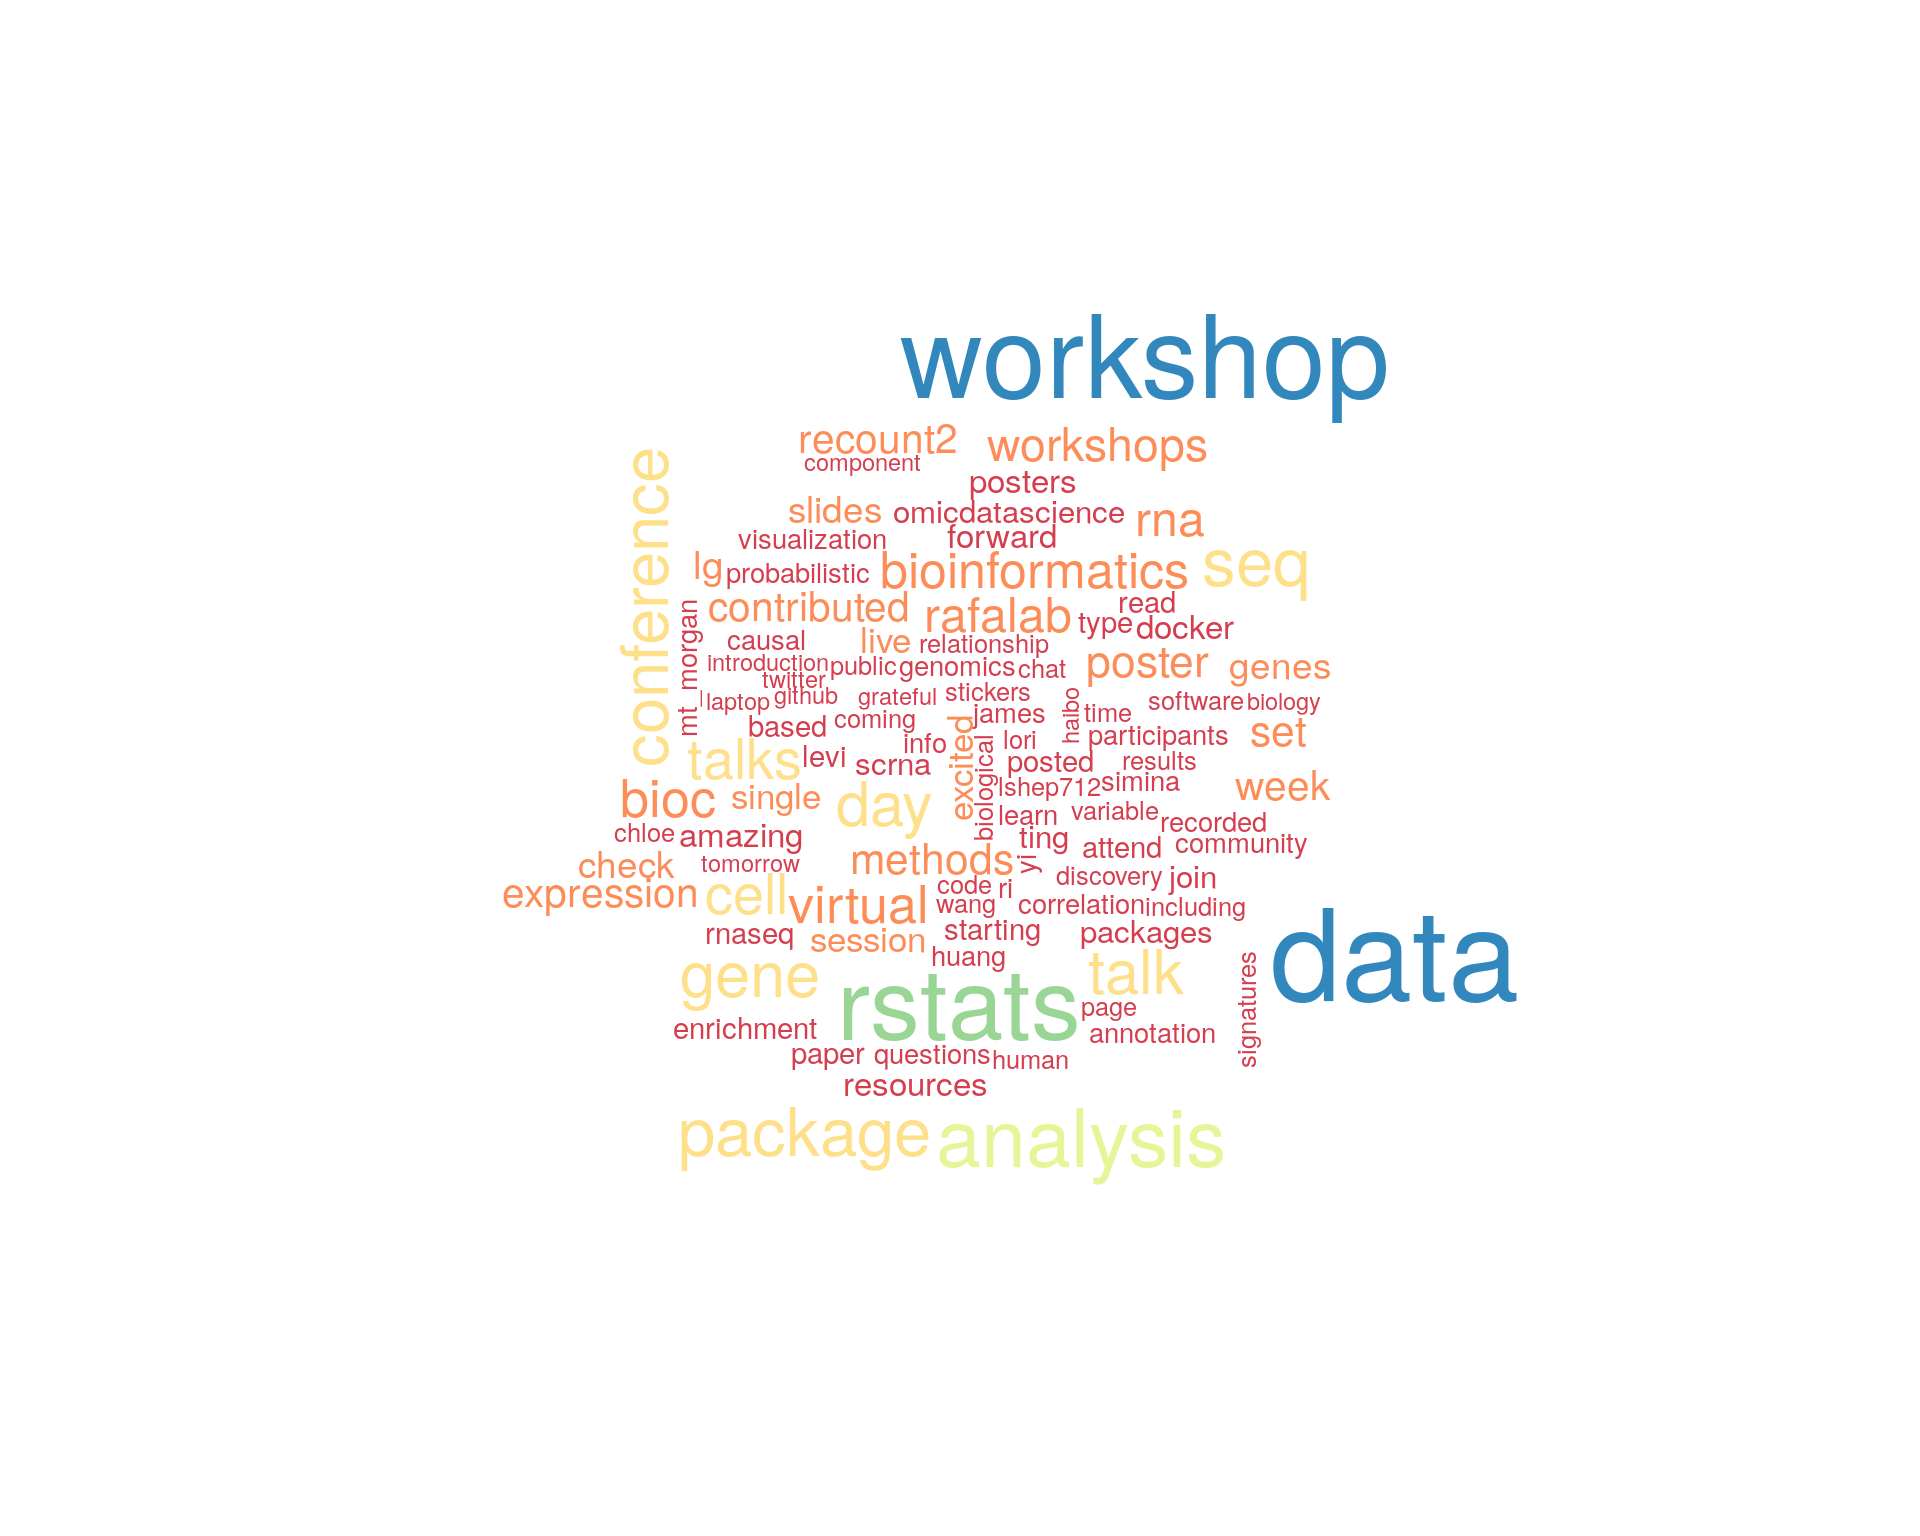 workshop
recount2
workshops
component
posters
conference
slides
omicdatascience
rna
visualization
forward
seq
lg
probabilistic
bioinformatics
contributed
rafalab
read
type
docker
mt_morgan
causal
live
relationship
introduction
public
genomics
chat
poster
genes
twitter
laptop
github
grateful
stickers
haibo
software
biology
based
coming
james
time
participants
set
talks
levi
info
excited
lori
scrna
biological
posted
results
bioc
single
day
lshep712
simina
week
learn
variable
recorded
chloe
amazing
ting
attend
community
check
tomorrow
methods
yi
discovery
join
expression
cell
virtual
code
ri
wang
correlation
including
rnaseq
session
starting
packages
huang
gene
rstats
talk
data
page
signatures
enrichment
annotation
paper
questions
human
resources
package
analysis